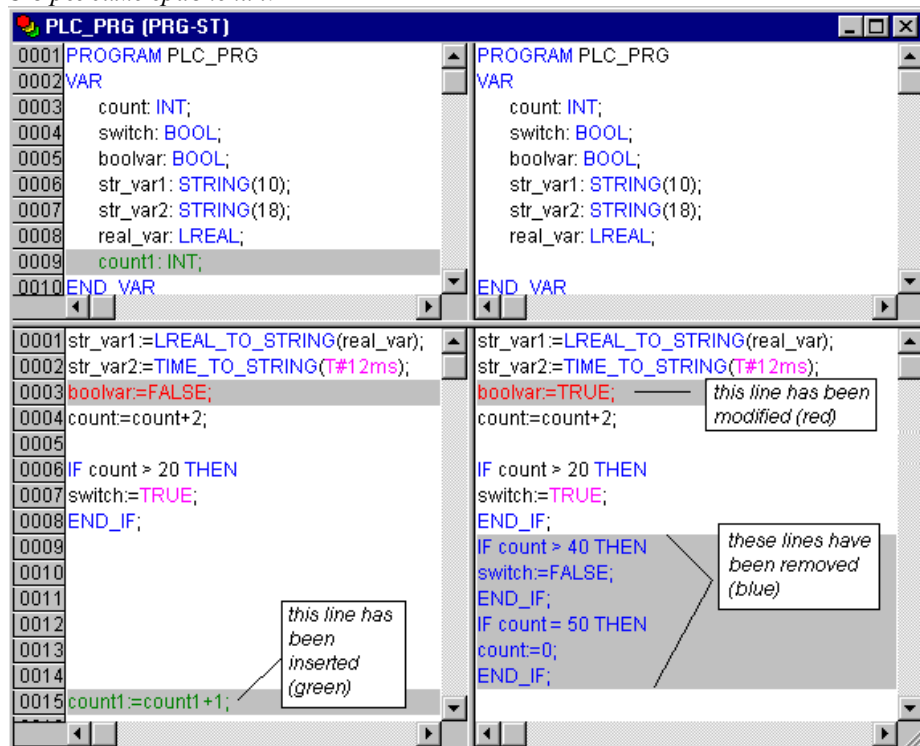 PLC_PRG (PRG-ST)
0001 PROGRAM PLC_PRG
0002 VAR
0003 count: INT;
0004 switch: BOOL;
0005 boolvar: BOOL;
0006 str_var1: STRING(10);
0007 str_var2: STRING(18);
0008 real_var: LREAL;
0009 count1: INT;
0010 END_VAR
PROGRAM PLC_PRG
VAR
count: INT;
switch: BOOL;
boolvar: BOOL;
str_var1: STRING(10);
str_var2: STRING(18);
real_var: LREAL;
END_VAR
0001 str_var1:=LREAL_TO_STRING(real_var);
0002 str_var2:=TIME_TO_STRING(T#12ms);
0003 boolvar:=FALSE;
0004 count:=count+2;
0005
0006 IF count > 20 THEN
0007 switch:=TRUE;
0008 END_IF;
0009
0010
0011
0012
0013
0014
0015 count1:=count1+1;
this line has
been
inserted
(green)
str_var1:=LREAL_TO_STRING(real_var);
str_var2:=TIME_TO_STRING(T#12ms);
boolvar:=TRUE;
count:=count+2;
IF count > 20 THEN
switch:=TRUE;
END_IF;
IF count > 40 THEN
switch:=FALSE;
END_IF;
IF count = 50 THEN
count:=0;
END_IF;
this line has been
modified (red)
these lines have
been removed
(blue)